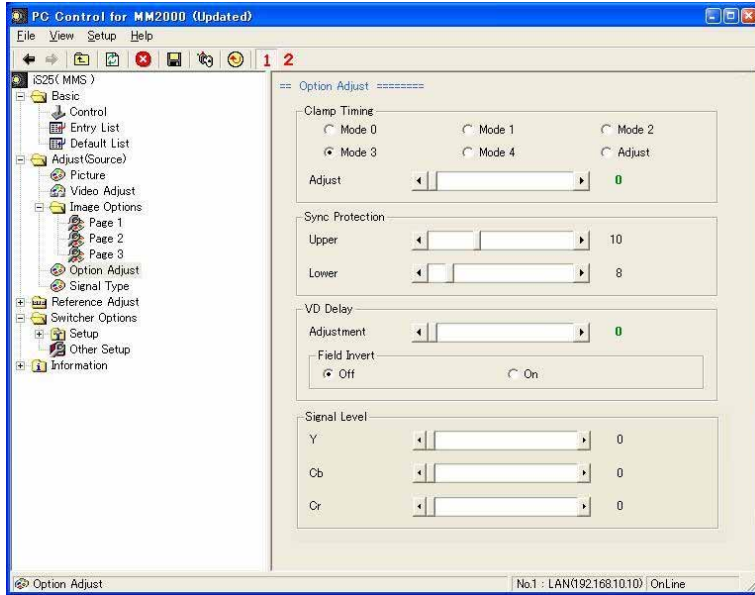 PC Control for MM2000 (Updated)
File View Setup Help
1 2
iS25( MMS )
Basic
Control
Entry List
Default List
Adjust(Source)
Picture
Video Adjust
Image Options
Page 1
Page 2
Page 3
Option Adjust
Signal Type
Reference Adjust
Switcher Options
Setup
Other Setup
Information
== Option Adjust ========
Clamp Timing
Mode 0 Mode 1 Mode 2
Mode 3 Mode 4 Adjust
Adjust 0
Sync Protection
Upper 10
Lower 8
VD Delay
Adjustment 0
Field Invert
Off On
Signal Level
Y 0
Cb 0
Cr 0
Option Adjust No.1 : LAN(192.168.10.10) OnLine